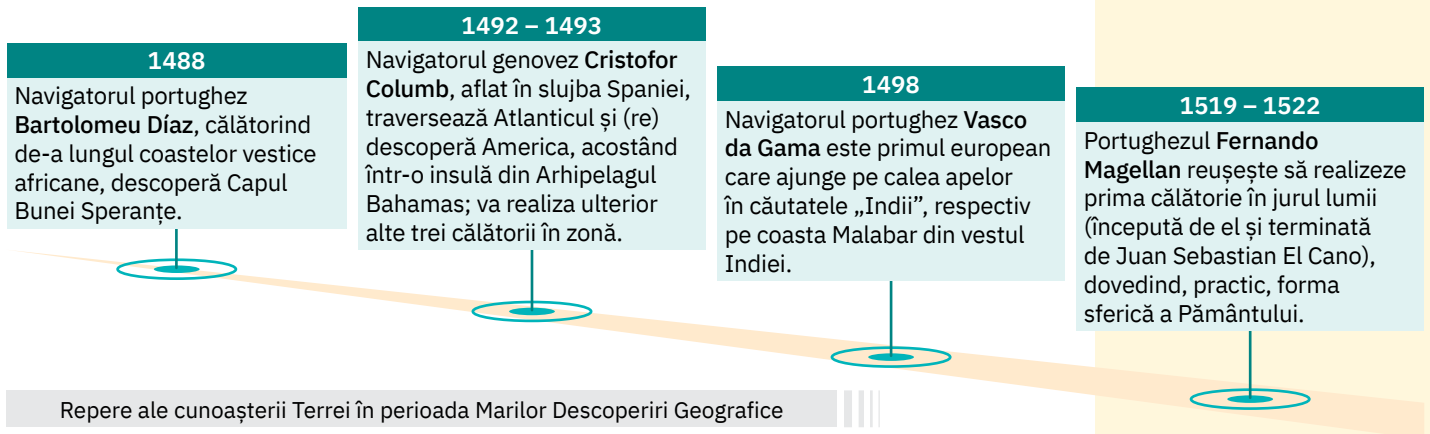 1488
Navigatorul portughez
Bartolomeu Díaz, călătorind
de-a lungul coastelor vestice
africane, descoperă Capul
Bunei Speranțe.
1492 – 1493
Navigatorul genovez Cristofor
Columb, aflat în slujba Spaniei,
traversează Atlanticul și (re)
descoperă America, acostând
într-o insulă din Arhipelagul
Bahamas; va realiza ulterior
alte trei călătorii în zonă.
1498
Navigatorul portughez Vasco
da Gama este primul european
care ajunge pe calea apelor
în căutatele „Indii”, respectiv
pe coasta Malabar din vestul
Indiei.
1519 – 1522
Portughezul Fernando
Magellan reușește să realizeze
prima călătorie în jurul lumii
(începută de el și terminată
de Juan Sebastian El Cano),
dovedind, practic, forma
sferică a Pământului.
Repere ale cunoașterii Terrei în perioada Marilor Descoperiri Geografice